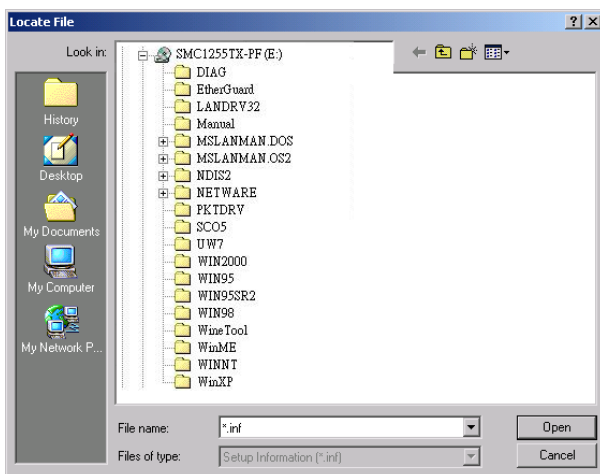 Locate File
Look in:
SMC1255TX-PF (E:)
DIAG
EtherGuard
LANDRV32
Manual
MSLANMAN.DOS
MSLANMAN.OS2
NDIS2
NETWARE
PKTDRV
SCO5
UW7
WIN2000
WIN95
WIN95SR2
WIN98
WineTool
WinME
WINNT
WinXP
History
Desktop
My Documents
My Computer
My Network P...
File name:
*.inf
Open
Files of type:
Setup Information (*.inf)
Cancel